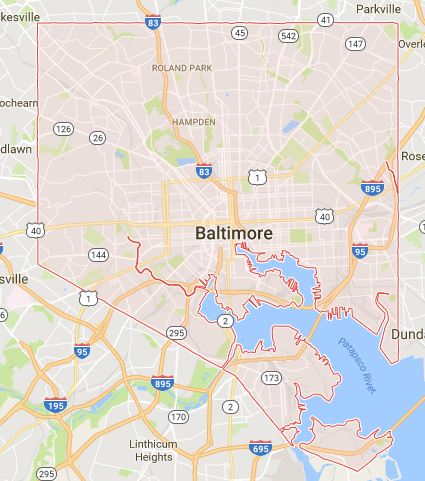 Parkville
kesville
83
45
542
41
147
Overle
ROLAND PARK
ochearn
HAMPDEN
126
26
dlawn
Rose
83
1
895
40
40
Baltimore
95
144
sville
1
2
295
Dunda
patapsco River
95
895
173
195
170
2
Linthicum
Heights
695
295